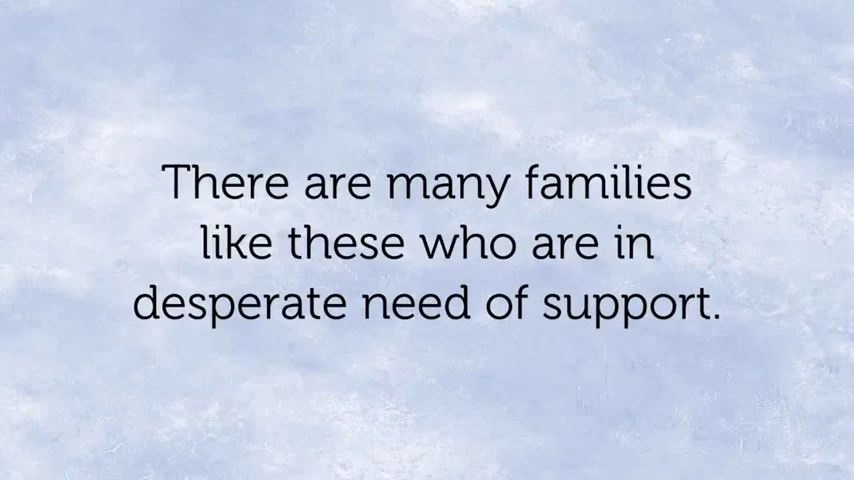 There are many families
like these who are in
desperate need of support.